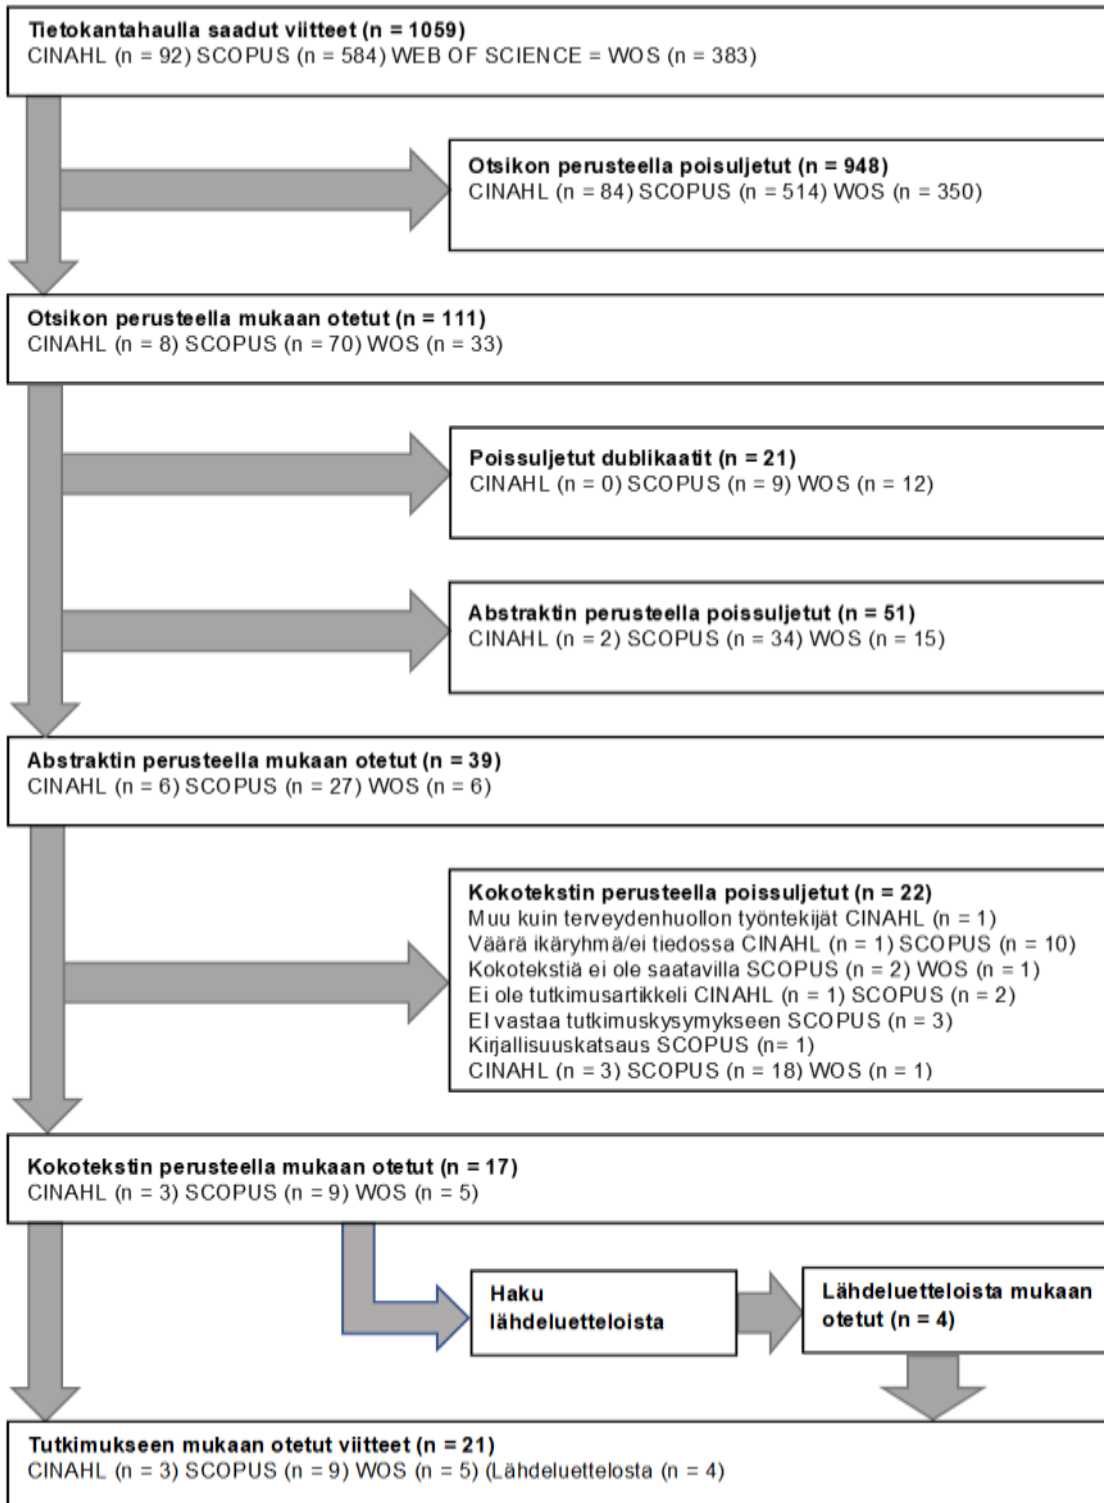 Tietokantahaulla saadut viitteet (n = 1059)
CINAHL (n = 92) SCOPUS (n = 584) WEB OF SCIENCE = WOS (n = 383)
Otsikon perusteella poisuljetut (n = 948)
CINAHL (n = 84) SCOPUS (n = 514) WOS (n = 350)
Otsikon perusteella mukaan otetut (n = 111)
CINAHL (n = 8) SCOPUS (n = 70) WOS (n = 33)
Poissuljetut dublikaatit (n = 21)
CINAHL (n = 0) SCOPUS (n = 9) WOS (n = 12)
Abstraktin perusteella poissuljetut (n = 51)
CINAHL (n = 2) SCOPUS (n = 34) WOS (n = 15)
Abstraktin perusteella mukaan otetut (n = 39)
CINAHL (n = 6) SCOPUS (n = 27) WOS (n = 6)
Kokotekstin perusteella poissuljetut (n = 22)
Muu kuin terveydenhuollon työntekijät CINAHL (n = 1)
Väärä ikäryhmä/ei tiedossa CINAHL (n = 1) SCOPUS (n = 10)
Kokotekstiä ei ole saatavilla SCOPUS (n = 2) WOS (n = 1)
Ei ole tutkimusartikkeli CINAHL (n = 1) SCOPUS (n = 2)
EI vastaa tutkimuskysymykseen SCOPUS (n = 3)
Kirjallisuuskatsaus SCOPUS (n= 1)
CINAHL (n = 3) SCOPUS (n = 18) WOS (n = 1)
Kokotekstin perusteella mukaan otetut (n = 17)
CINAHL (n = 3) SCOPUS (n = 9) WOS (n = 5)
Haku
lähdeluetteloista
Lähdeluetteloista mukaan
otetut (n = 4)
Tutkimukseen mukaan otetut viitteet (n = 21)
CINAHL (n = 3) SCOPUS (n = 9) WOS (n = 5) (Lähdeluettelosta (n = 4)